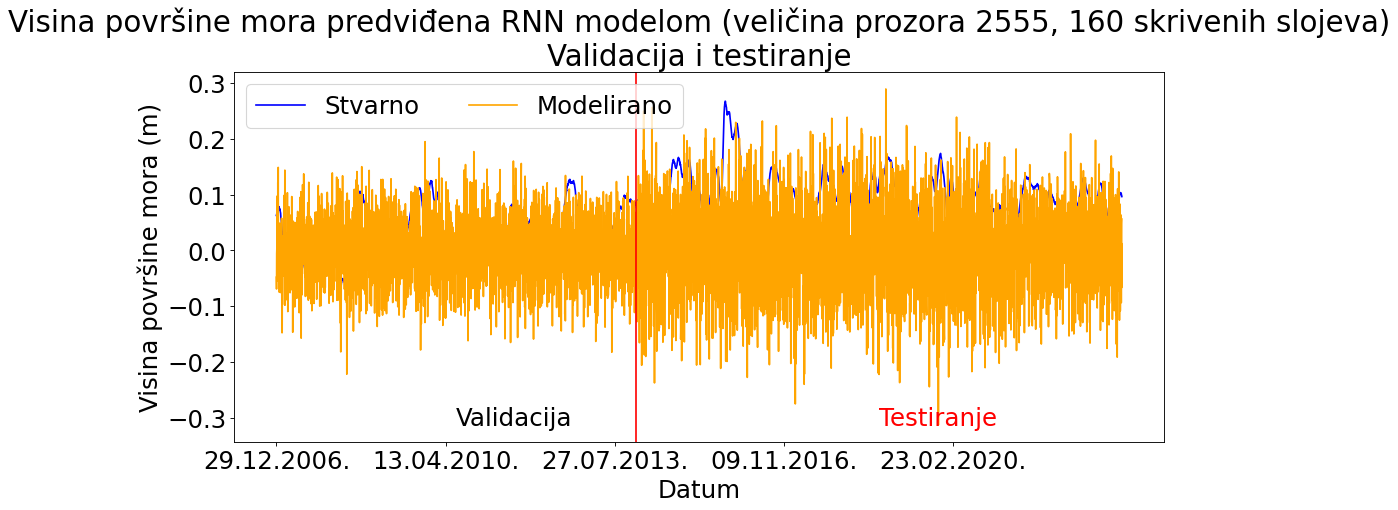 Visina površine mora predviđena RNN modelom (veličina prozora 2555, 160 skrivenih slojeva)
Validacija i testiranje
Stvarno
Modelirano
Visina površine mora (m)
0.3
0.2
0.1
0.0
−0.1
−0.2
−0.3
Validacija
Testiranje
29.12.2006.
13.04.2010.
27.07.2013.
09.11.2016.
23.02.2020.
Datum